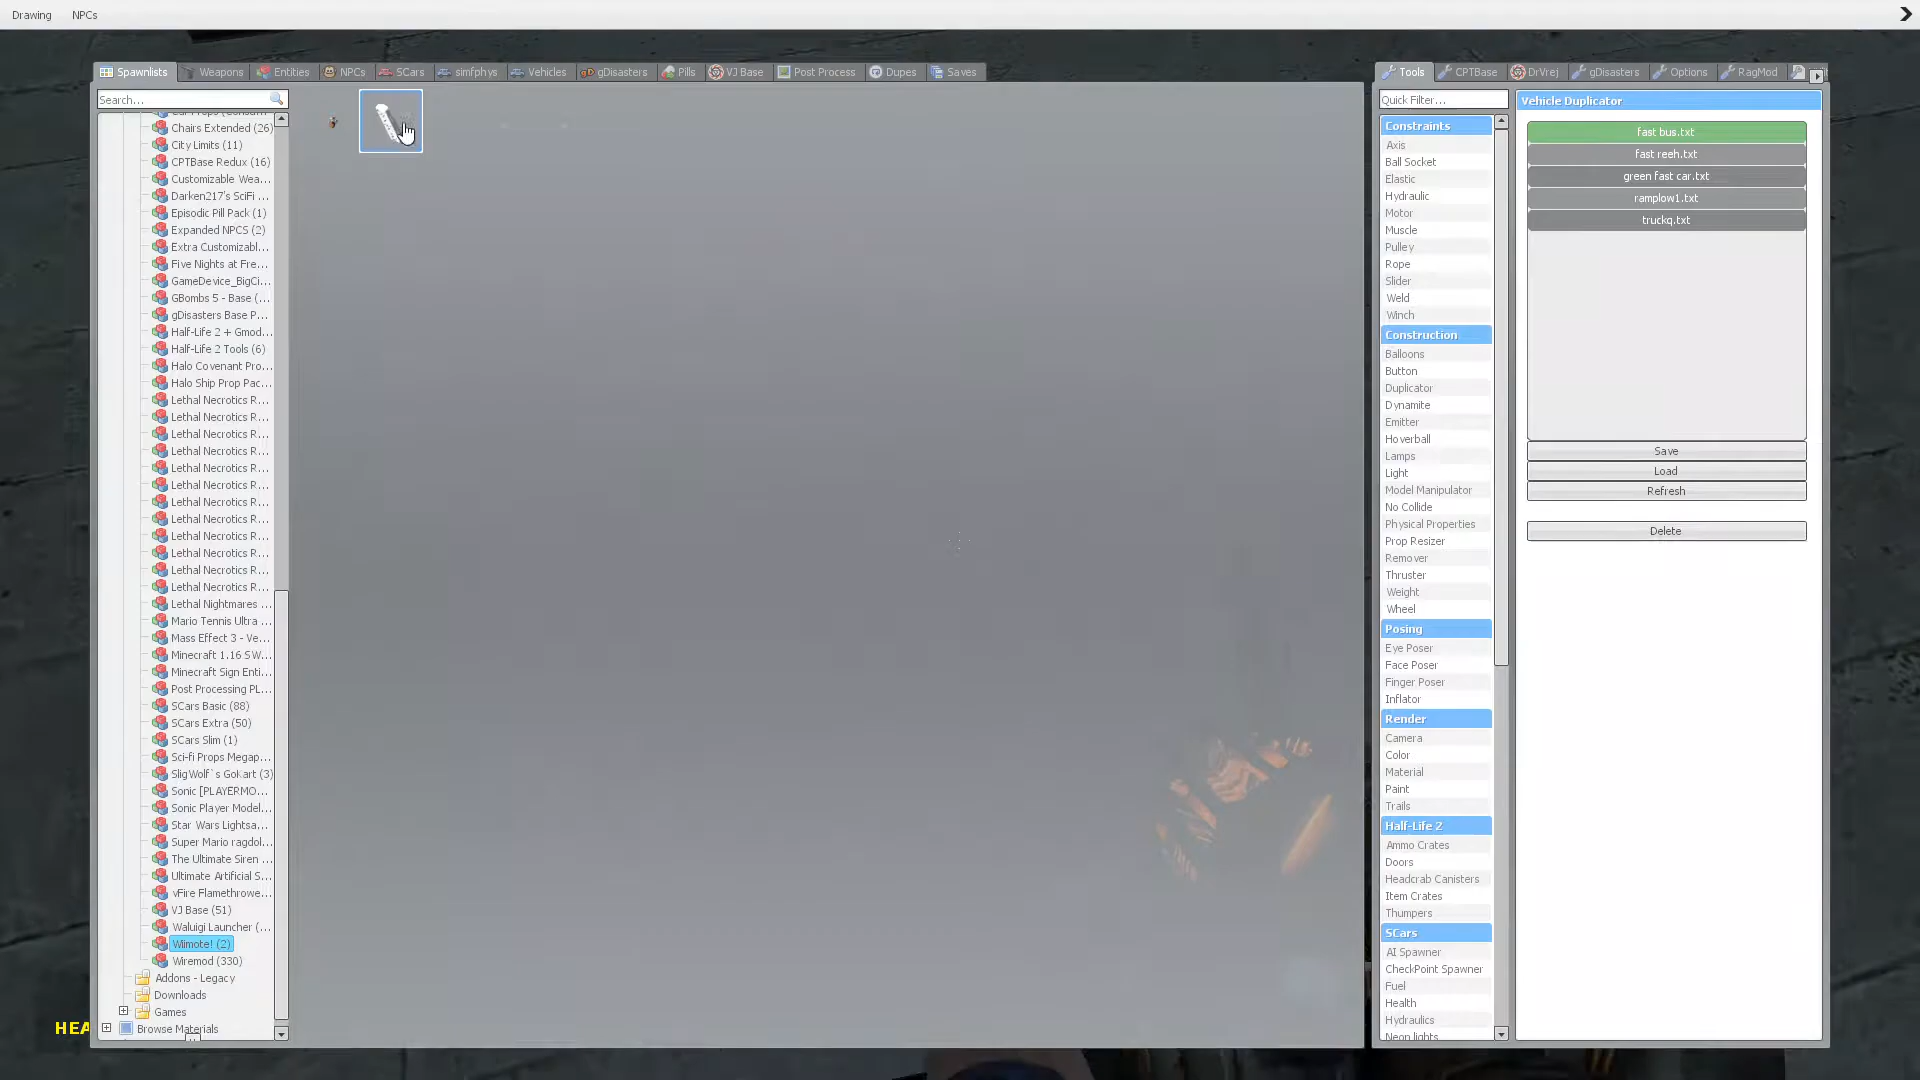 Drawing NPCs
Spawnlists Weapons Entities NPCs SCars simfphys Vehicles gDisasters Pills VJ Base Post Process Dupes Saves
Search...
Chairs Extended (26)
City Limits (11)
CPTBase Redux (16)
Customizable Wea...
Darken217's SciFi ...
Episodic Pill Pack (1)
Expanded NPCS (2)
Extra Customizabl...
Five Nights at Fre...
GameDevice_BigCi...
GBombs 5 - Base (...
gDisasters Base P...
Half-Life 2 + Gmod...
Half-Life 2 Tools (6)
Halo Covenant Pro...
Halo Ship Prop Pac...
Lethal Necrotics R...
Lethal Necrotics R...
Lethal Necrotics R...
Lethal Necrotics R...
Lethal Necrotics R...
Lethal Necrotics R...
Lethal Necrotics R...
Lethal Necrotics R...
Lethal Necrotics R...
Lethal Necrotics R...
Lethal Necrotics R...
Lethal Necrotics R...
Lethal Nightmares ...
Mario Tennis Ultra ...
Mass Effect 3 - Ve...
Minecraft 1.16 SW...
Minecraft Sign Enti...
Post Processing PL...
SCars Basic (88)
SCars Extra (50)
SCars Slim (1)
Sci-fi Props Megap...
SligWolf`s Gokart (3)
Sonic [PLAYERMO...
Sonic Player Model...
Star Wars Lightsa...
Super Mario ragdol...
The Ultimate Siren ...
Ultimate Artificial S...
vFire Flamethrowe...
VJ Base (51)
Waluigi Launcher (...
Wiimote! (2)
Wiremod (330)
Addons - Legacy
Downloads
Games
Browse Materials
HEA
Tools CPTBase DrVrej gDisasters Options RagMod
Quick Filter...
Constraints
Axis
Ball Socket
Elastic
Hydraulic
Motor
Muscle
Pulley
Rope
Slider
Weld
Winch
Construction
Balloons
Button
Duplicator
Dynamite
Emitter
Hoverball
Lamps
Light
Model Manipulator
No Collide
Physical Properties
Prop Resizer
Remover
Thruster
Weight
Wheel
Posing
Eye Poser
Face Poser
Finger Poser
Inflator
Render
Camera
Color
Material
Paint
Trails
Half-Life 2
Ammo Crates
Doors
Headcrab Canisters
Item Crates
Thumpers
SCars
AI Spawner
CheckPoint Spawner
Fuel
Health
Hydraulics
Neon lights
Vehicle Duplicator
fast bus.txt
fast reeh.txt
green fast car.txt
ramplow1.txt
truckq.txt
Save
Load
Refresh
Delete